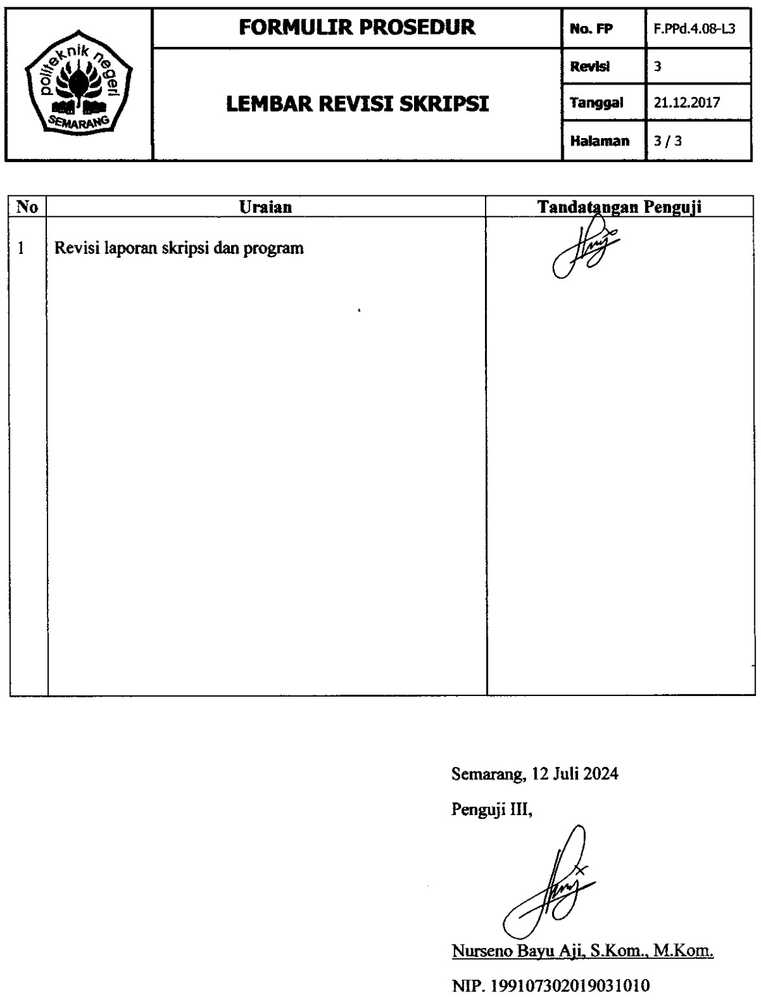 politeknik negeri
SEMARANG
FORMULIR PROSEDUR
LEMBAR REVISI SKRIPSI
No. FP F.PPd.4.08-L3
Revisi 3
Tanggal 21.12.2017
Halaman 3 / 3
No Uraian Tandatangan Penguji
1 Revisi laporan skripsi dan program
Semarang, 12 Juli 2024
Penguji III,
Nurseno Bayu Aji, S.Kom., M.Kom.
NIP. 199107302019031010